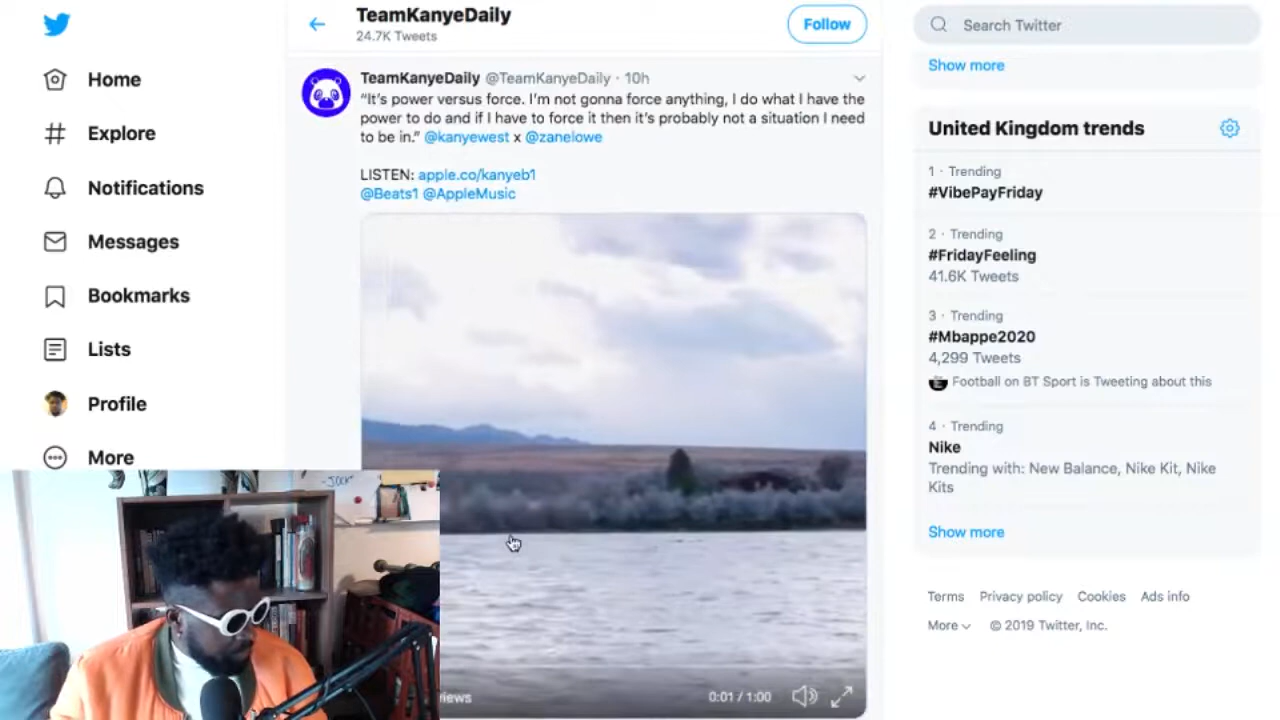 TeamKanyeDaily
24.7K Tweets
Follow
Search Twitter
Home
Explore
Notifications
Messages
Bookmarks
Lists
Profile
More
TeamKanyeDaily @TeamKanyeDaily · 10h
“It’s power versus force. I’m not gonna force anything, I do what I have the
power to do and if I have to force it then it’s probably not a situation I need
to be in.” @kanyewest x @zanelowe
LISTEN: apple.co/kanyeb1
@Beats1 @AppleMusic
views
0:01 / 1:00
Show more
United Kingdom trends
1 · Trending
#VibePayFriday
2 · Trending
#FridayFeeling
41.6K Tweets
3 · Trending
#Mbappe2020
4,299 Tweets
Football on BT Sport is Tweeting about this
4 · Trending
Nike
Trending with: New Balance, Nike Kit, Nike
Kits
Show more
Terms Privacy policy Cookies Ads info
More © 2019 Twitter, Inc.